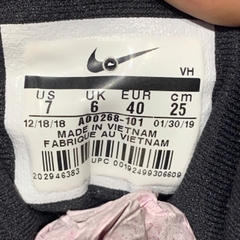 VH
US UK EUR cm
7 6 40 25
12/18/18 AO0268-101 01/30/19
MADE IN VIETNAM
FABRIQUE AU VIETNAM
2020946383
UPC 00192499306609